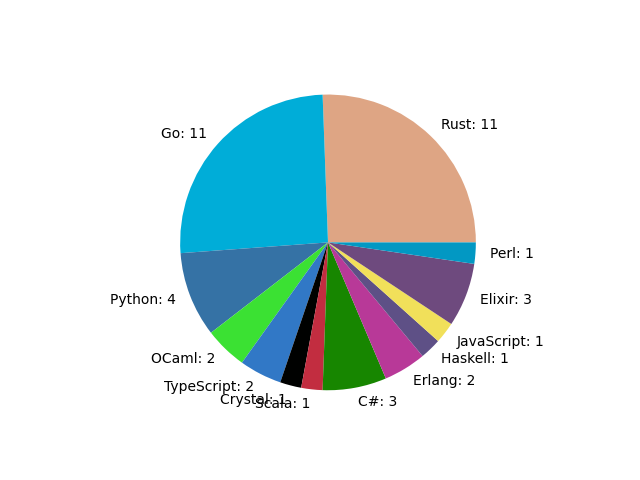 Rust: 11
Go: 11
Python: 4
OCaml: 2
TypeScript: 2
Crystal: 1
Scala: 1
C#: 3
Erlang: 2
Haskell: 1
JavaScript: 1
Elixir: 3
Perl: 1